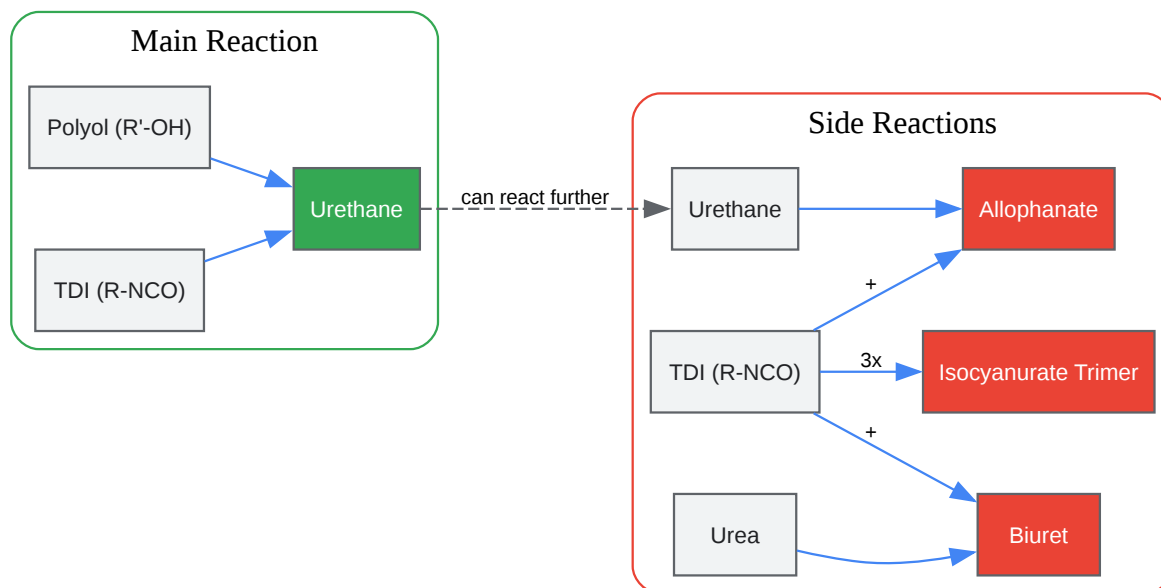 Main Reaction
Polyol (R'-OH)
TDI (R-NCO)
Urethane
can react further
Side Reactions
Urethane
Allophanate
+
TDI (R-NCO)
3x
Isocyanurate Trimer
+
Urea
Biuret